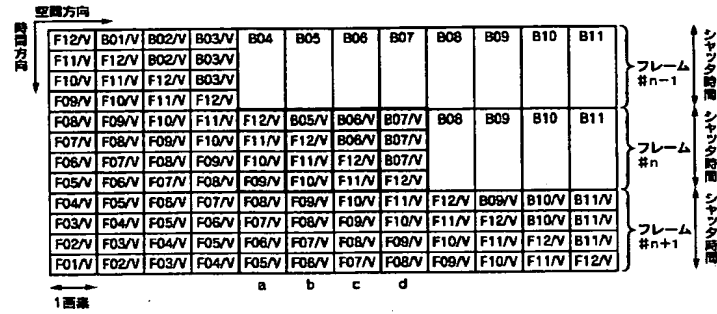 空間方向
時間方向
F12/V B01/V B02/V B03/V B04 B05 B06 B07 B08 B09 B10 B11
F11/V F12/V B02/V B03/V
F10/V F11/V F12/V B03/V
F09/V F10/V F11/V F12/V
フレーム
#n-1
シャッタ時間
F08/V F09/V F10/V F11/V F12/V B05/V B06/V B07/V B08 B09 B10 B11
F07/V F08/V F09/V F10/V F11/V F12/V B06/V B07/V
F06/V F07/V F08/V F09/V F10/V F11/V F12/V B07/V
F05/V F06/V F07/V F08/V F09/V F10/V F11/V F12/V
フレーム
#n
シャッタ時間
F04/V F05/V F06/V F07/V F08/V F09/V F10/V F11/V F12/V B09/V B10/V B11/V
F03/V F04/V F05/V F06/V F07/V F08/V F09/V F10/V F11/V F12/V B10/V B11/V
F02/V F03/V F04/V F05/V F06/V F07/V F08/V F09/V F10/V F11/V F12/V B11/V
F01/V F02/V F03/V F04/V F05/V F06/V F07/V F08/V F09/V F10/V F11/V F12/V
フレーム
#n+1
シャッタ時間
a b c d
1画素